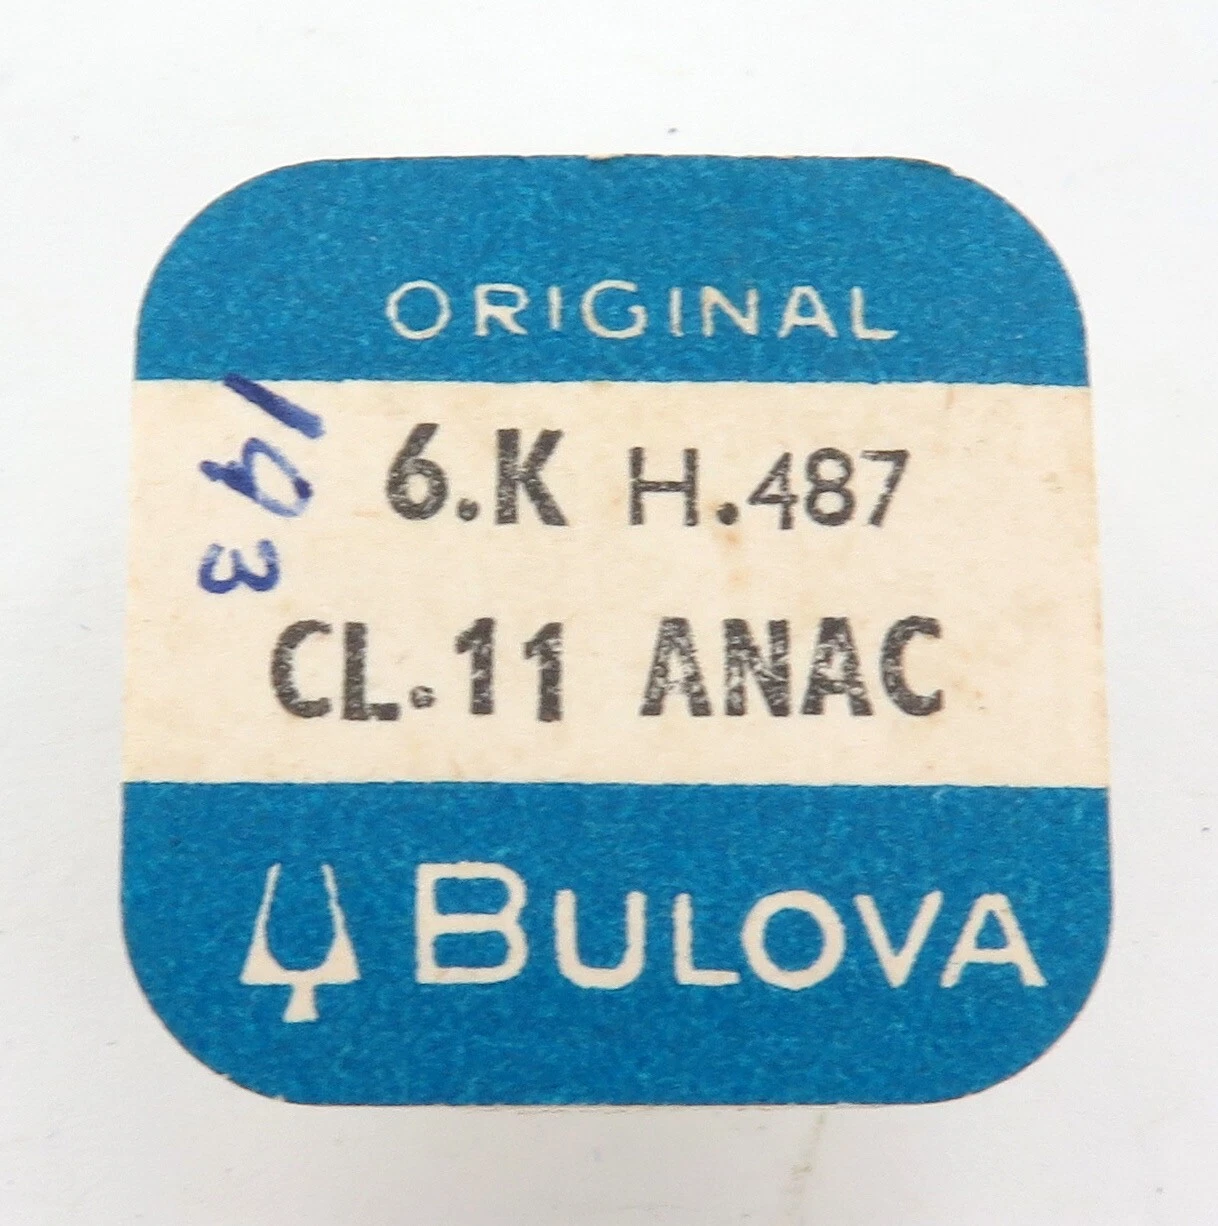 ORIGINAL
193
6.K H.487
CL.11 ANAC
BULOVA